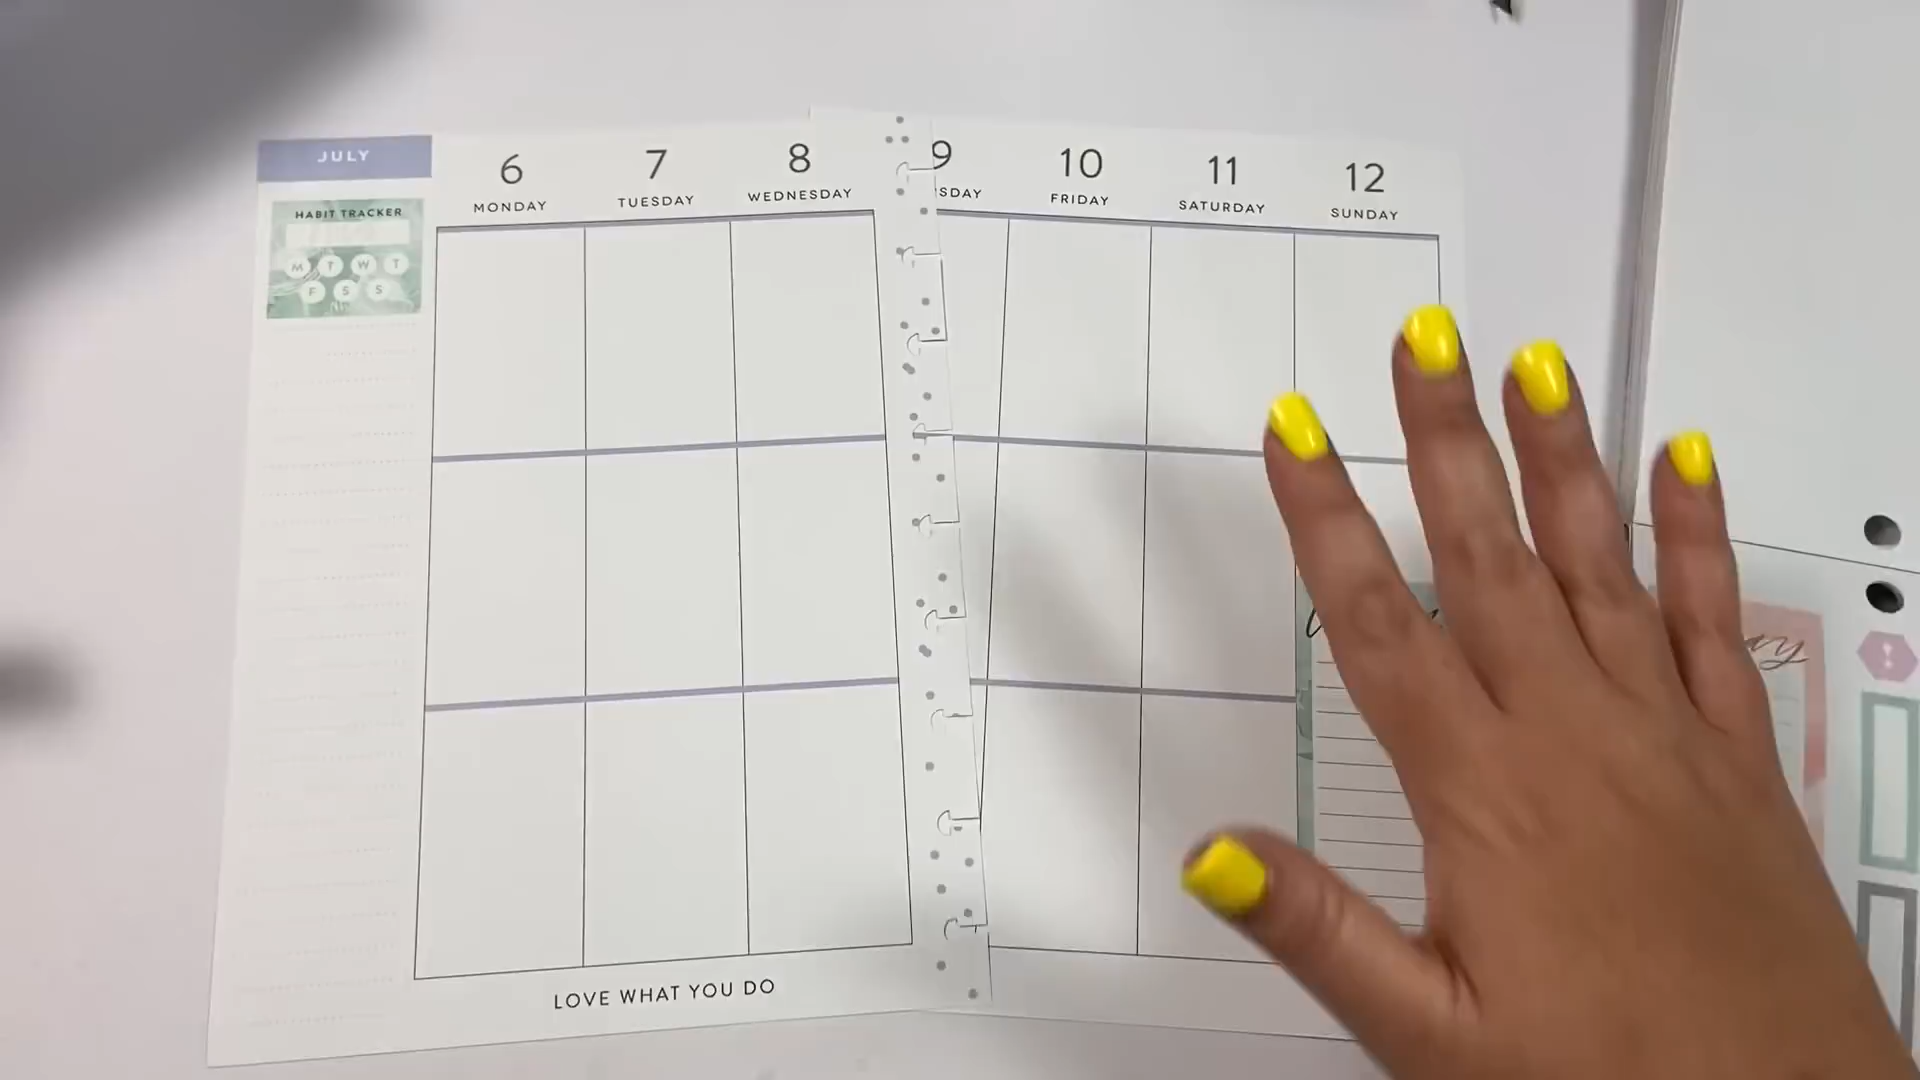 JULY
6 7 8 9 10 11 12
MONDAY TUESDAY WEDNESDAY SDAY FRIDAY SATURDAY SUNDAY
HABIT TRACKER
M T W T
F S S
LOVE WHAT YOU DO